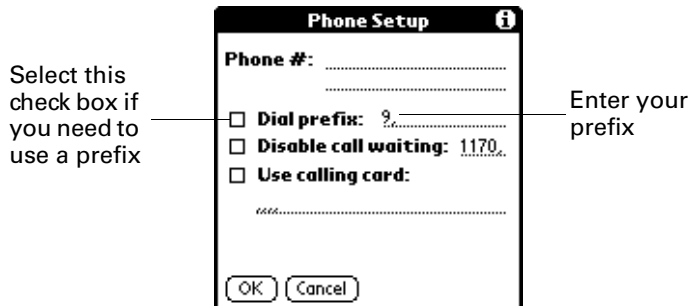 Phone Setup
Phone #:
Select this
check box if
you need to
use a prefix
Dial prefix: 9,
Enter your
prefix
Disable call waiting: 1170,
Use calling card:
,,,,
OK Cancel